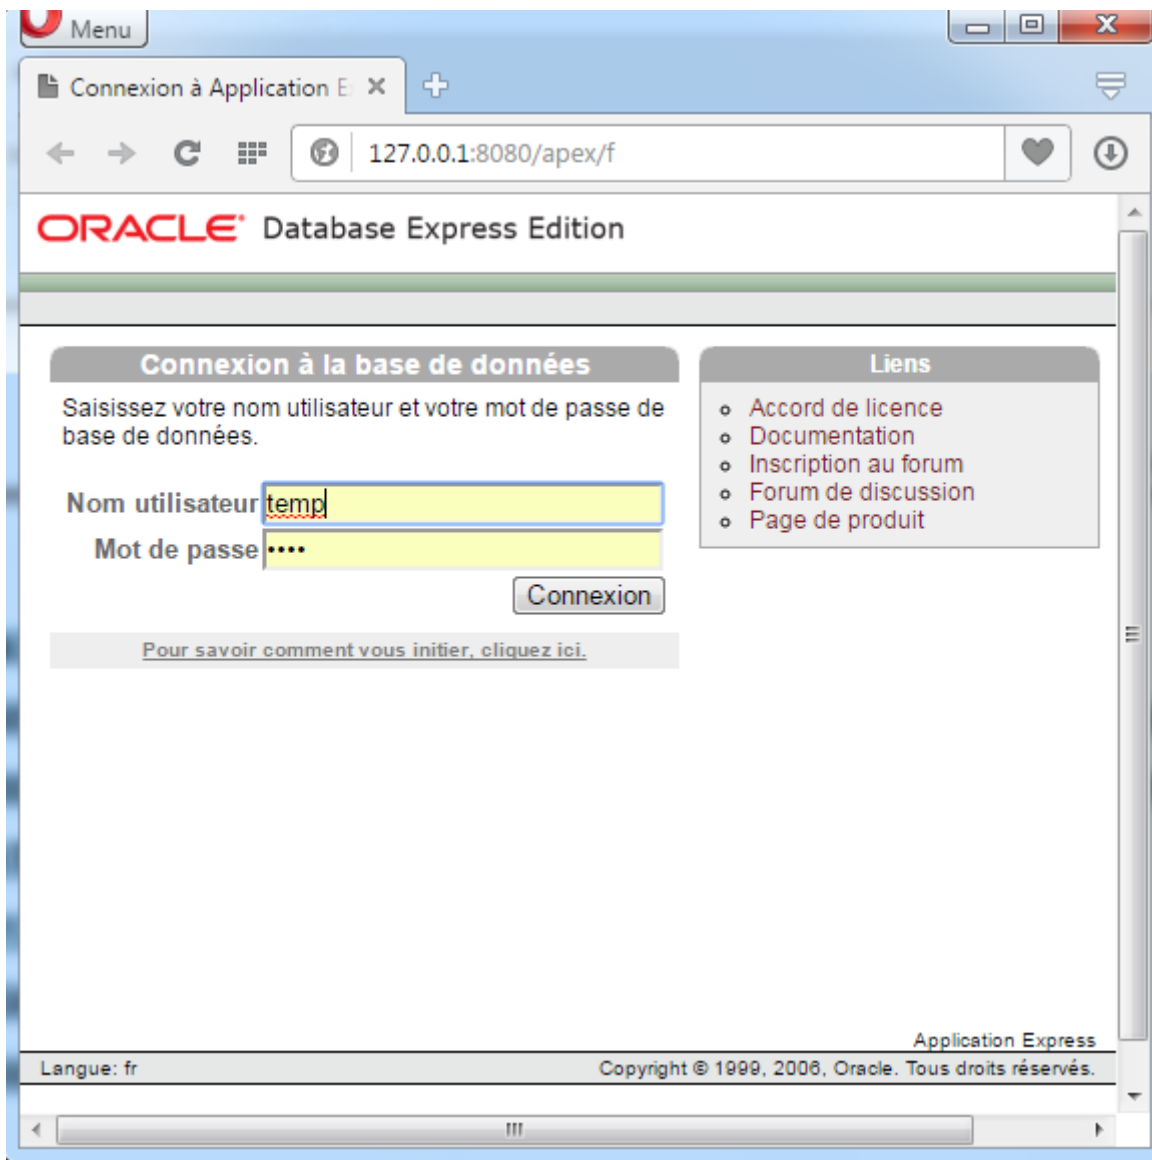 Menu
Connexion à Application E
127.0.0.1:8080/apex/f
ORACLE Database Express Edition
Connexion à la base de données
Saisissez votre nom utilisateur et votre mot de passe de
base de données.
Nom utilisateur temp
Mot de passe ••••
Connexion
Pour savoir comment vous initier, cliquez ici.
Liens
Accord de licence
Documentation
Inscription au forum
Forum de discussion
Page de produit
Application Express
Langue: fr
Copyright © 1999, 2006, Oracle. Tous droits réservés.